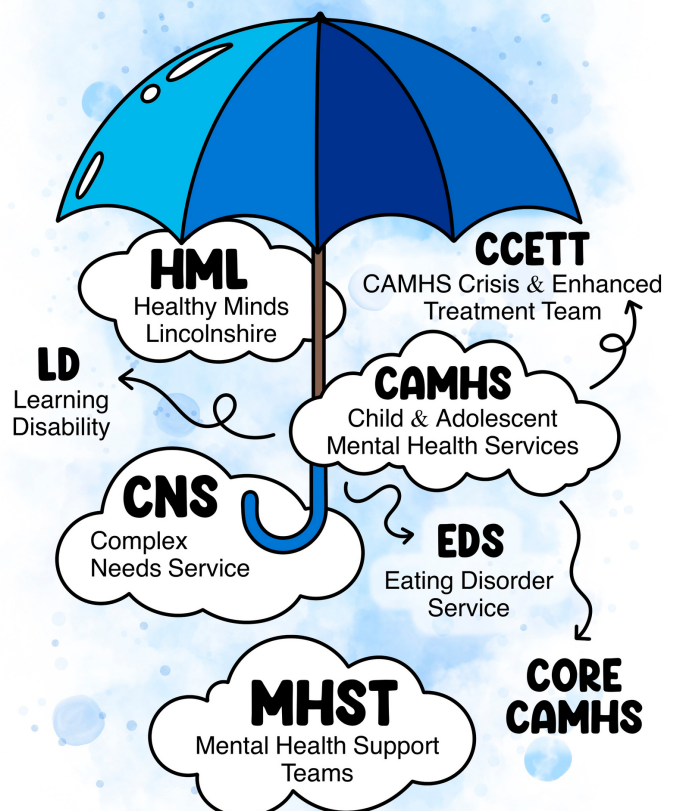 HML
Healthy Minds
Lincolnshire
CCETT
CAMHS Crisis & Enhanced
Treatment Team
LD
Learning
Disability
CAMHS
Child & Adolescent
Mental Health Services
CNS
Complex
Needs Service
EDS
Eating Disorder
Service
MHST
Mental Health Support
Teams
CORE
CAMHS